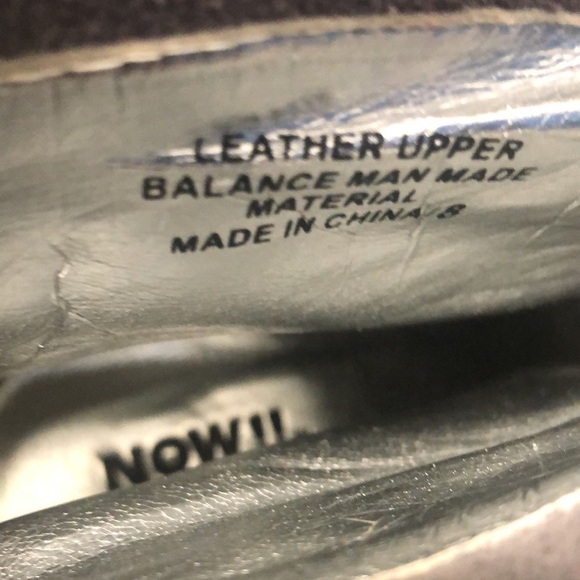 LEATHER UPPER
BALANCE MAN MADE
MATERIAL
MADE IN CHINA/8
NOW!!